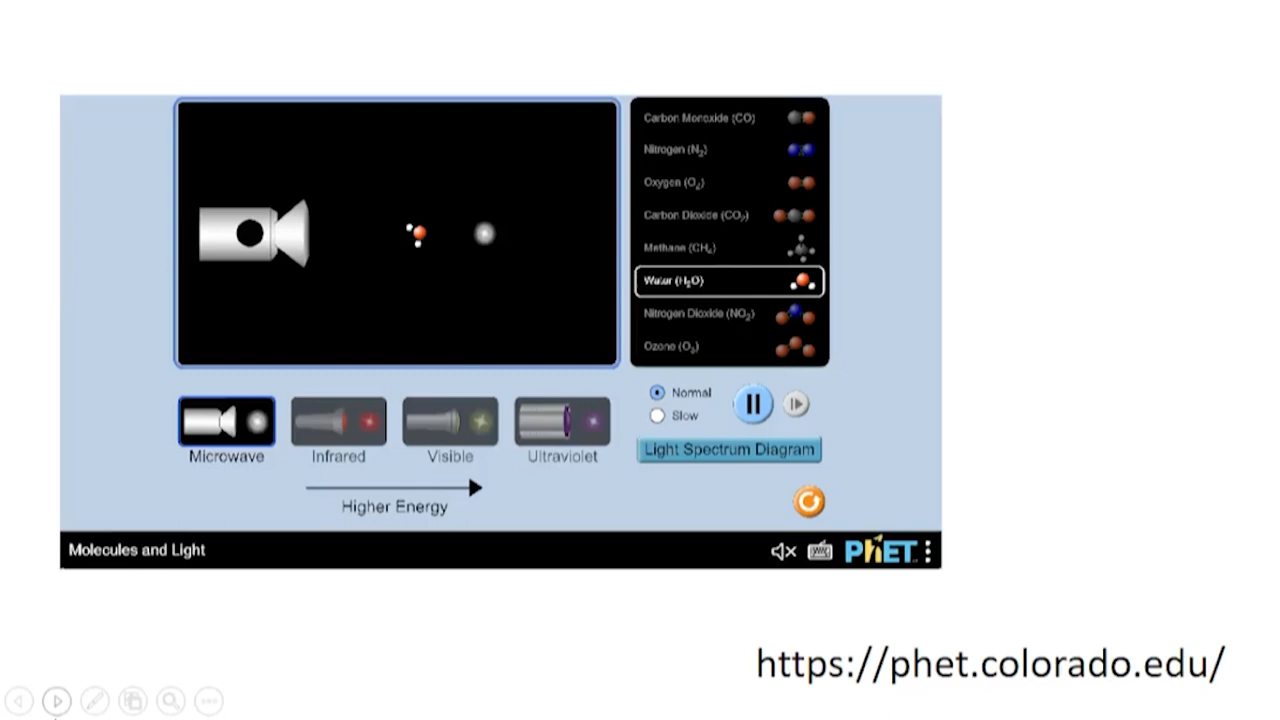 Carbon Monoxide (CO)
Nitrogen (N₂)
Oxygen (O₂)
Carbon Dioxide (CO₂)
Methane (CH₄)
Water (H₂O)
Nitrogen Dioxide (NO₂)
Ozone (O₃)
Normal
Slow
Microwave
Infrared
Visible
Ultraviolet
Light Spectrum Diagram
Higher Energy
Molecules and Light
PhET
https://phet.colorado.edu/